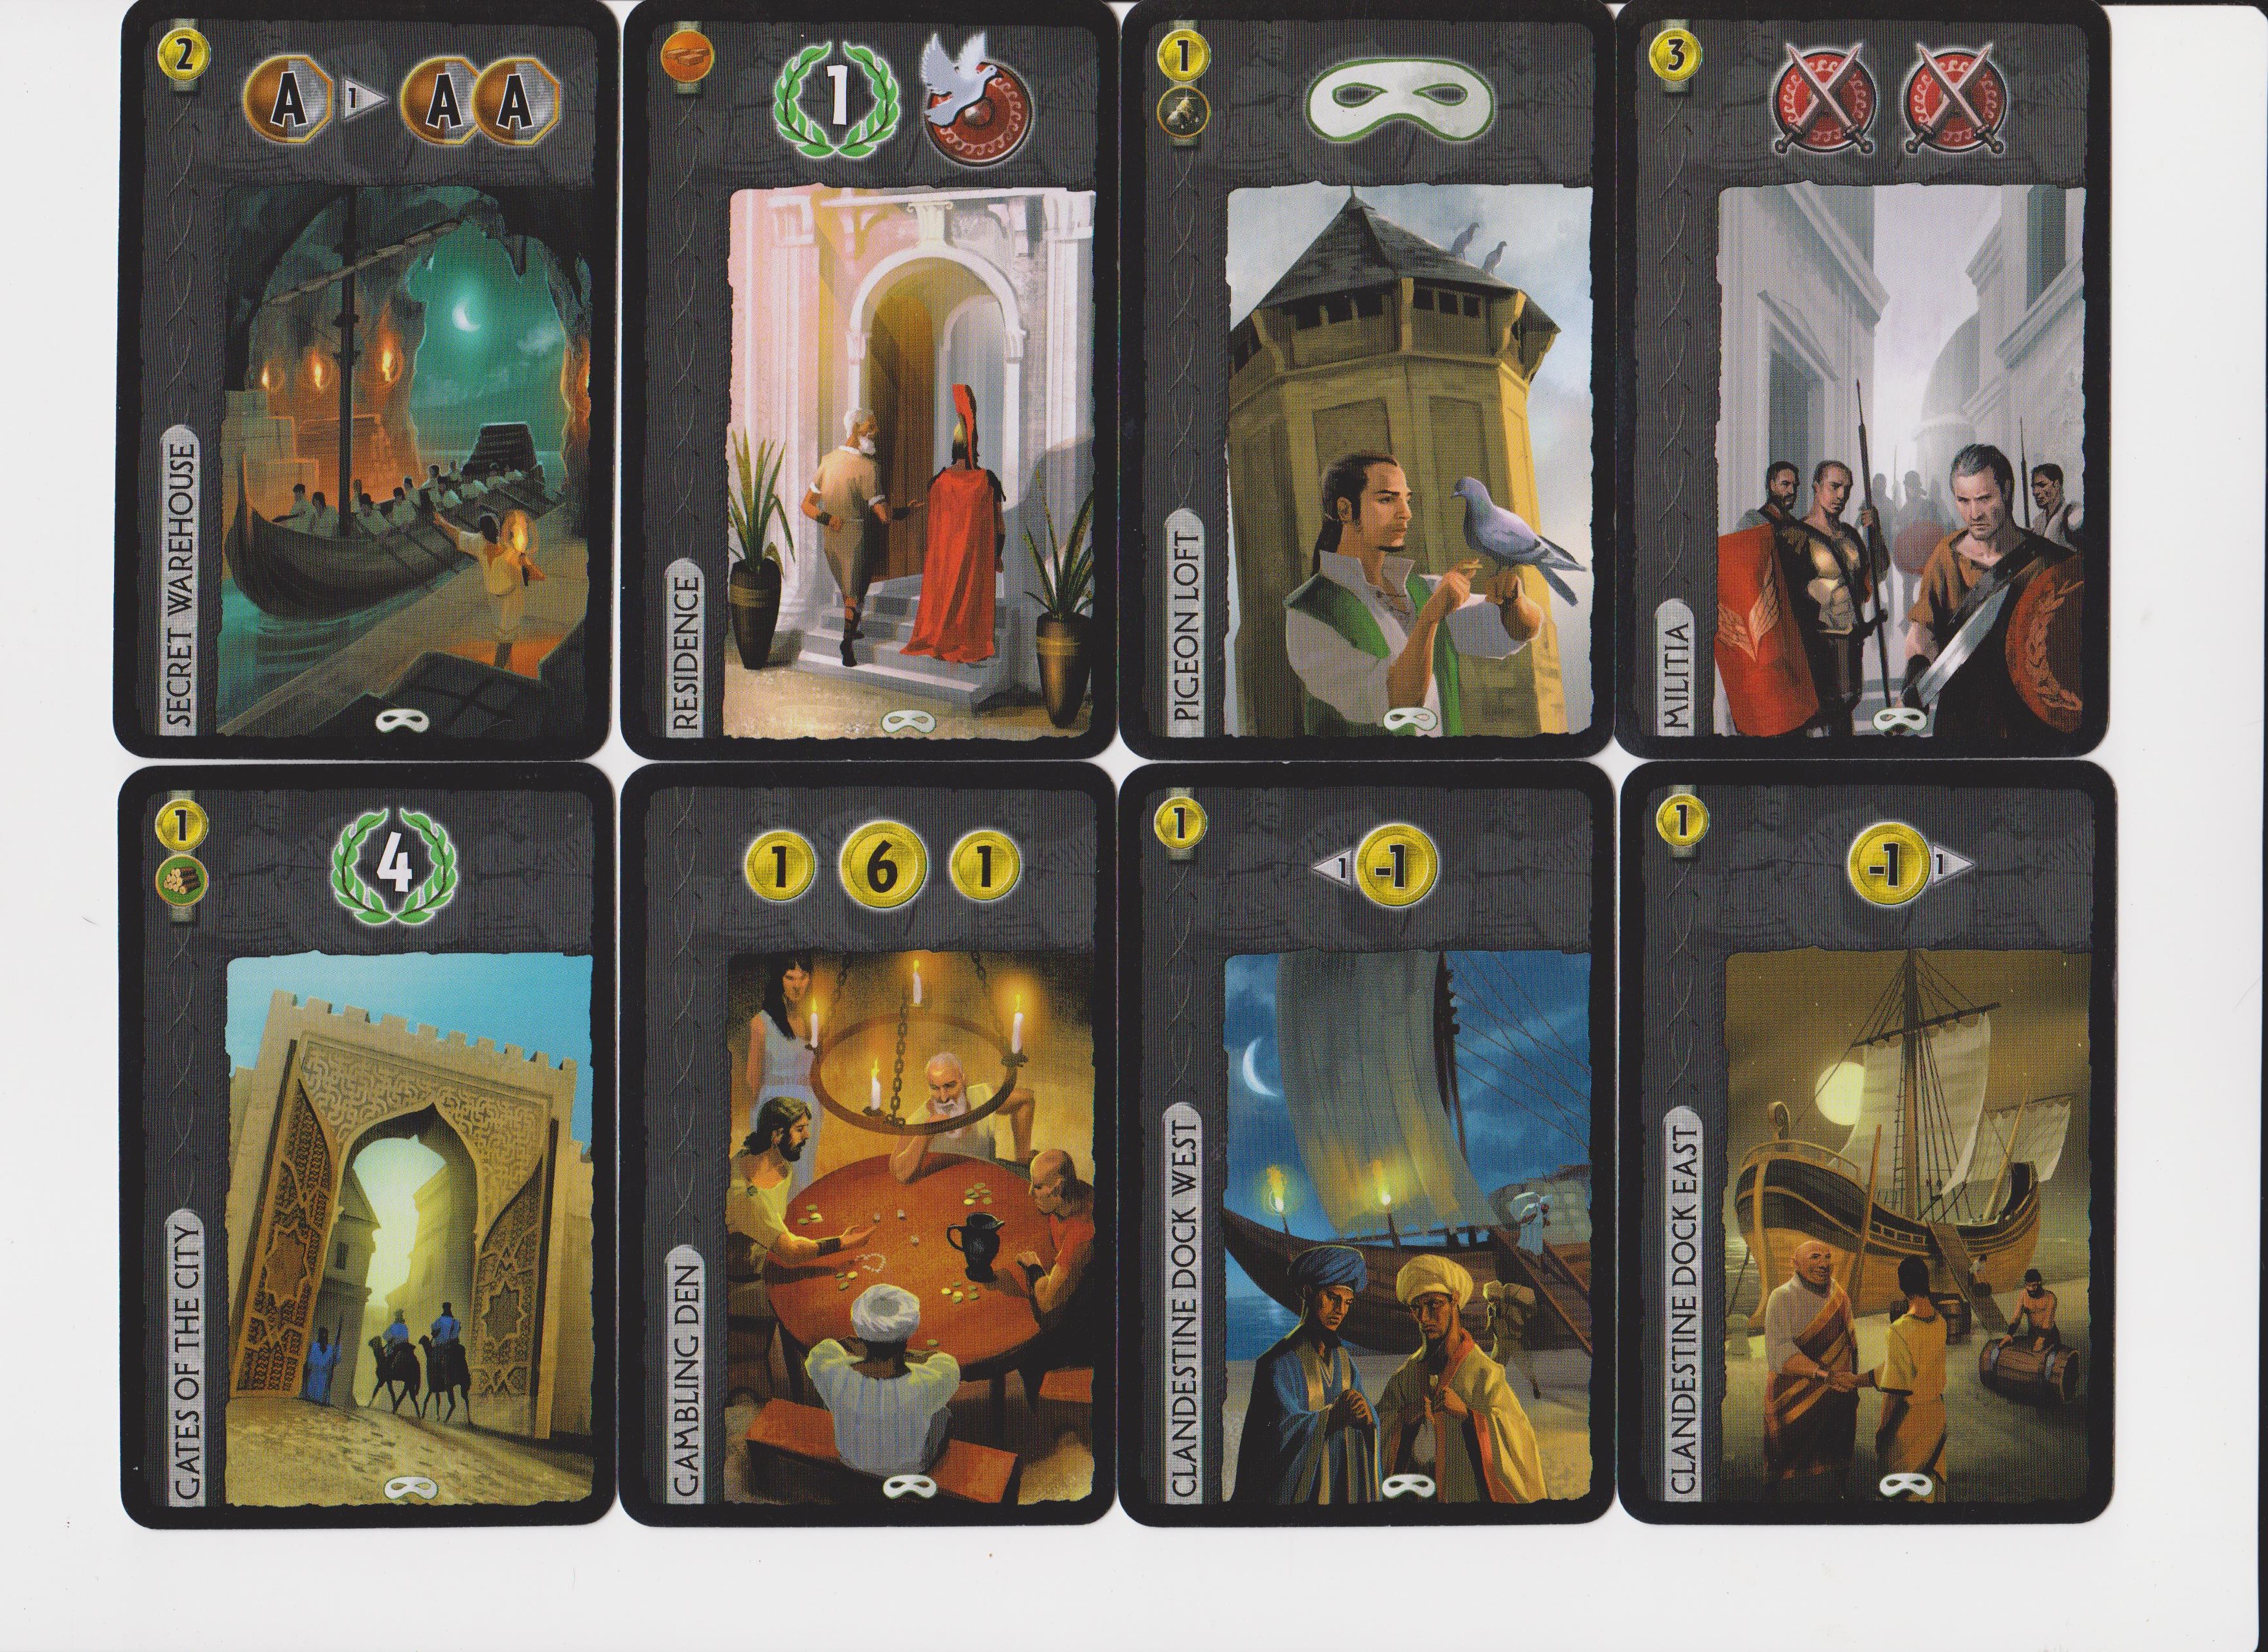 2
A 1 A A
SECRET WAREHOUSE
1
RESIDENCE
1
PIGEON LOFT
3
MILITIA
1
4
GATES OF THE CITY
1 6 1
GAMBLING DEN
1
1 -1
CLANDESTINE DOCK WEST
1
-1 1
CLANDESTINE DOCK EAST